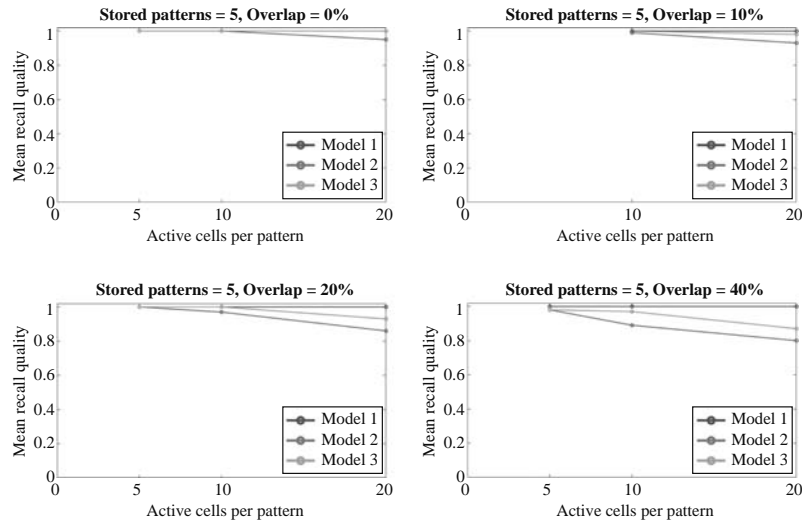 Stored patterns = 5, Overlap = 0%
1
0.8
0.6
0.4
0.2
0
Mean recall quality
Model 1
Model 2
Model 3
0
5
10
20
Active cells per pattern
Stored patterns = 5, Overlap = 10%
1
0.8
0.6
0.4
0.2
0
Mean recall quality
Model 1
Model 2
Model 3
0
5
10
20
Active cells per pattern
Stored patterns = 5, Overlap = 20%
1
0.8
0.6
0.4
0.2
0
Mean recall quality
Model 1
Model 2
Model 3
0
5
10
20
Active cells per pattern
Stored patterns = 5, Overlap = 40%
1
0.8
0.6
0.4
0.2
0
Mean recall quality
Model 1
Model 2
Model 3
0
5
10
20
Active cells per pattern